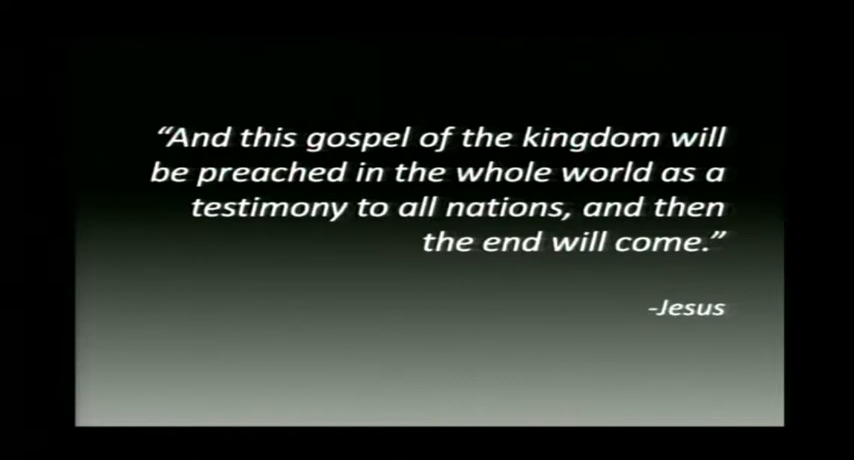 “And this gospel of the kingdom will
be preached in the whole world as a
testimony to all nations, and then
the end will come.”
-Jesus